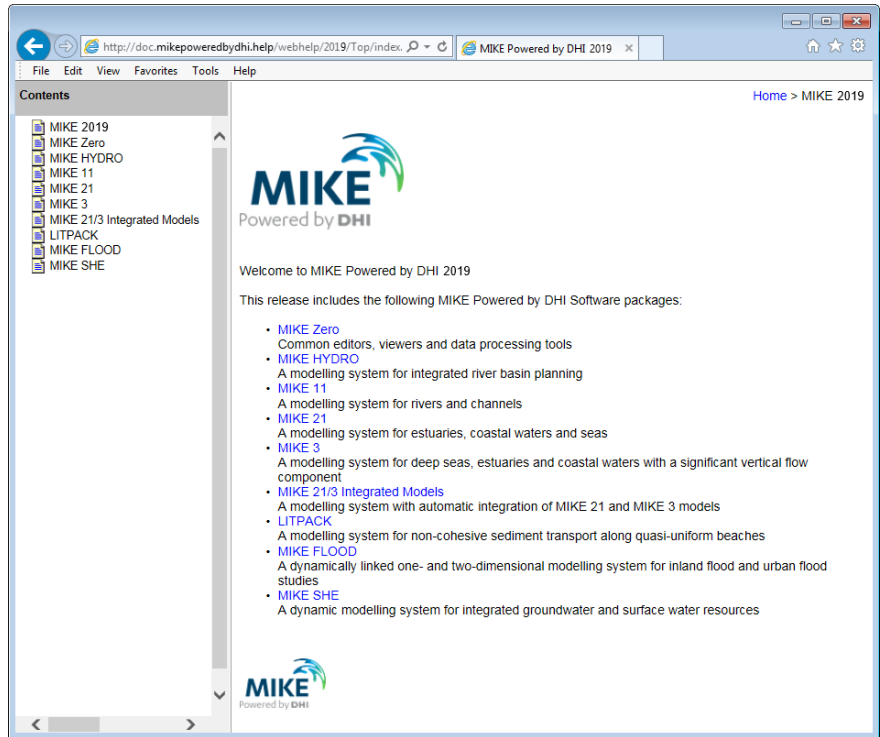 http://doc.mikepoweredbydhi.help/webhelp/2019/Top/index.
MIKE Powered by DHI 2019
File Edit View Favorites Tools Help
Contents
Home > MIKE 2019
MIKE 2019
MIKE Zero
MIKE HYDRO
MIKE 11
MIKE 21
MIKE 3
MIKE 21/3 Integrated Models
LITPACK
MIKE FLOOD
MIKE SHE
MIKE
Powered by DHI
Welcome to MIKE Powered by DHI 2019
This release includes the following MIKE Powered by DHI Software packages:
• MIKE Zero
Common editors, viewers and data processing tools
• MIKE HYDRO
A modelling system for integrated river basin planning
• MIKE 11
A modelling system for rivers and channels
• MIKE 21
A modelling system for estuaries, coastal waters and seas
• MIKE 3
A modelling system for deep seas, estuaries and coastal waters with a significant vertical flow
component
• MIKE 21/3 Integrated Models
A modelling system with automatic integration of MIKE 21 and MIKE 3 models
• LITPACK
A modelling system for non-cohesive sediment transport along quasi-uniform beaches
• MIKE FLOOD
A dynamically linked one- and two-dimensional modelling system for inland flood and urban flood
studies
• MIKE SHE
A dynamic modelling system for integrated groundwater and surface water resources
MIKE
Powered by DHI